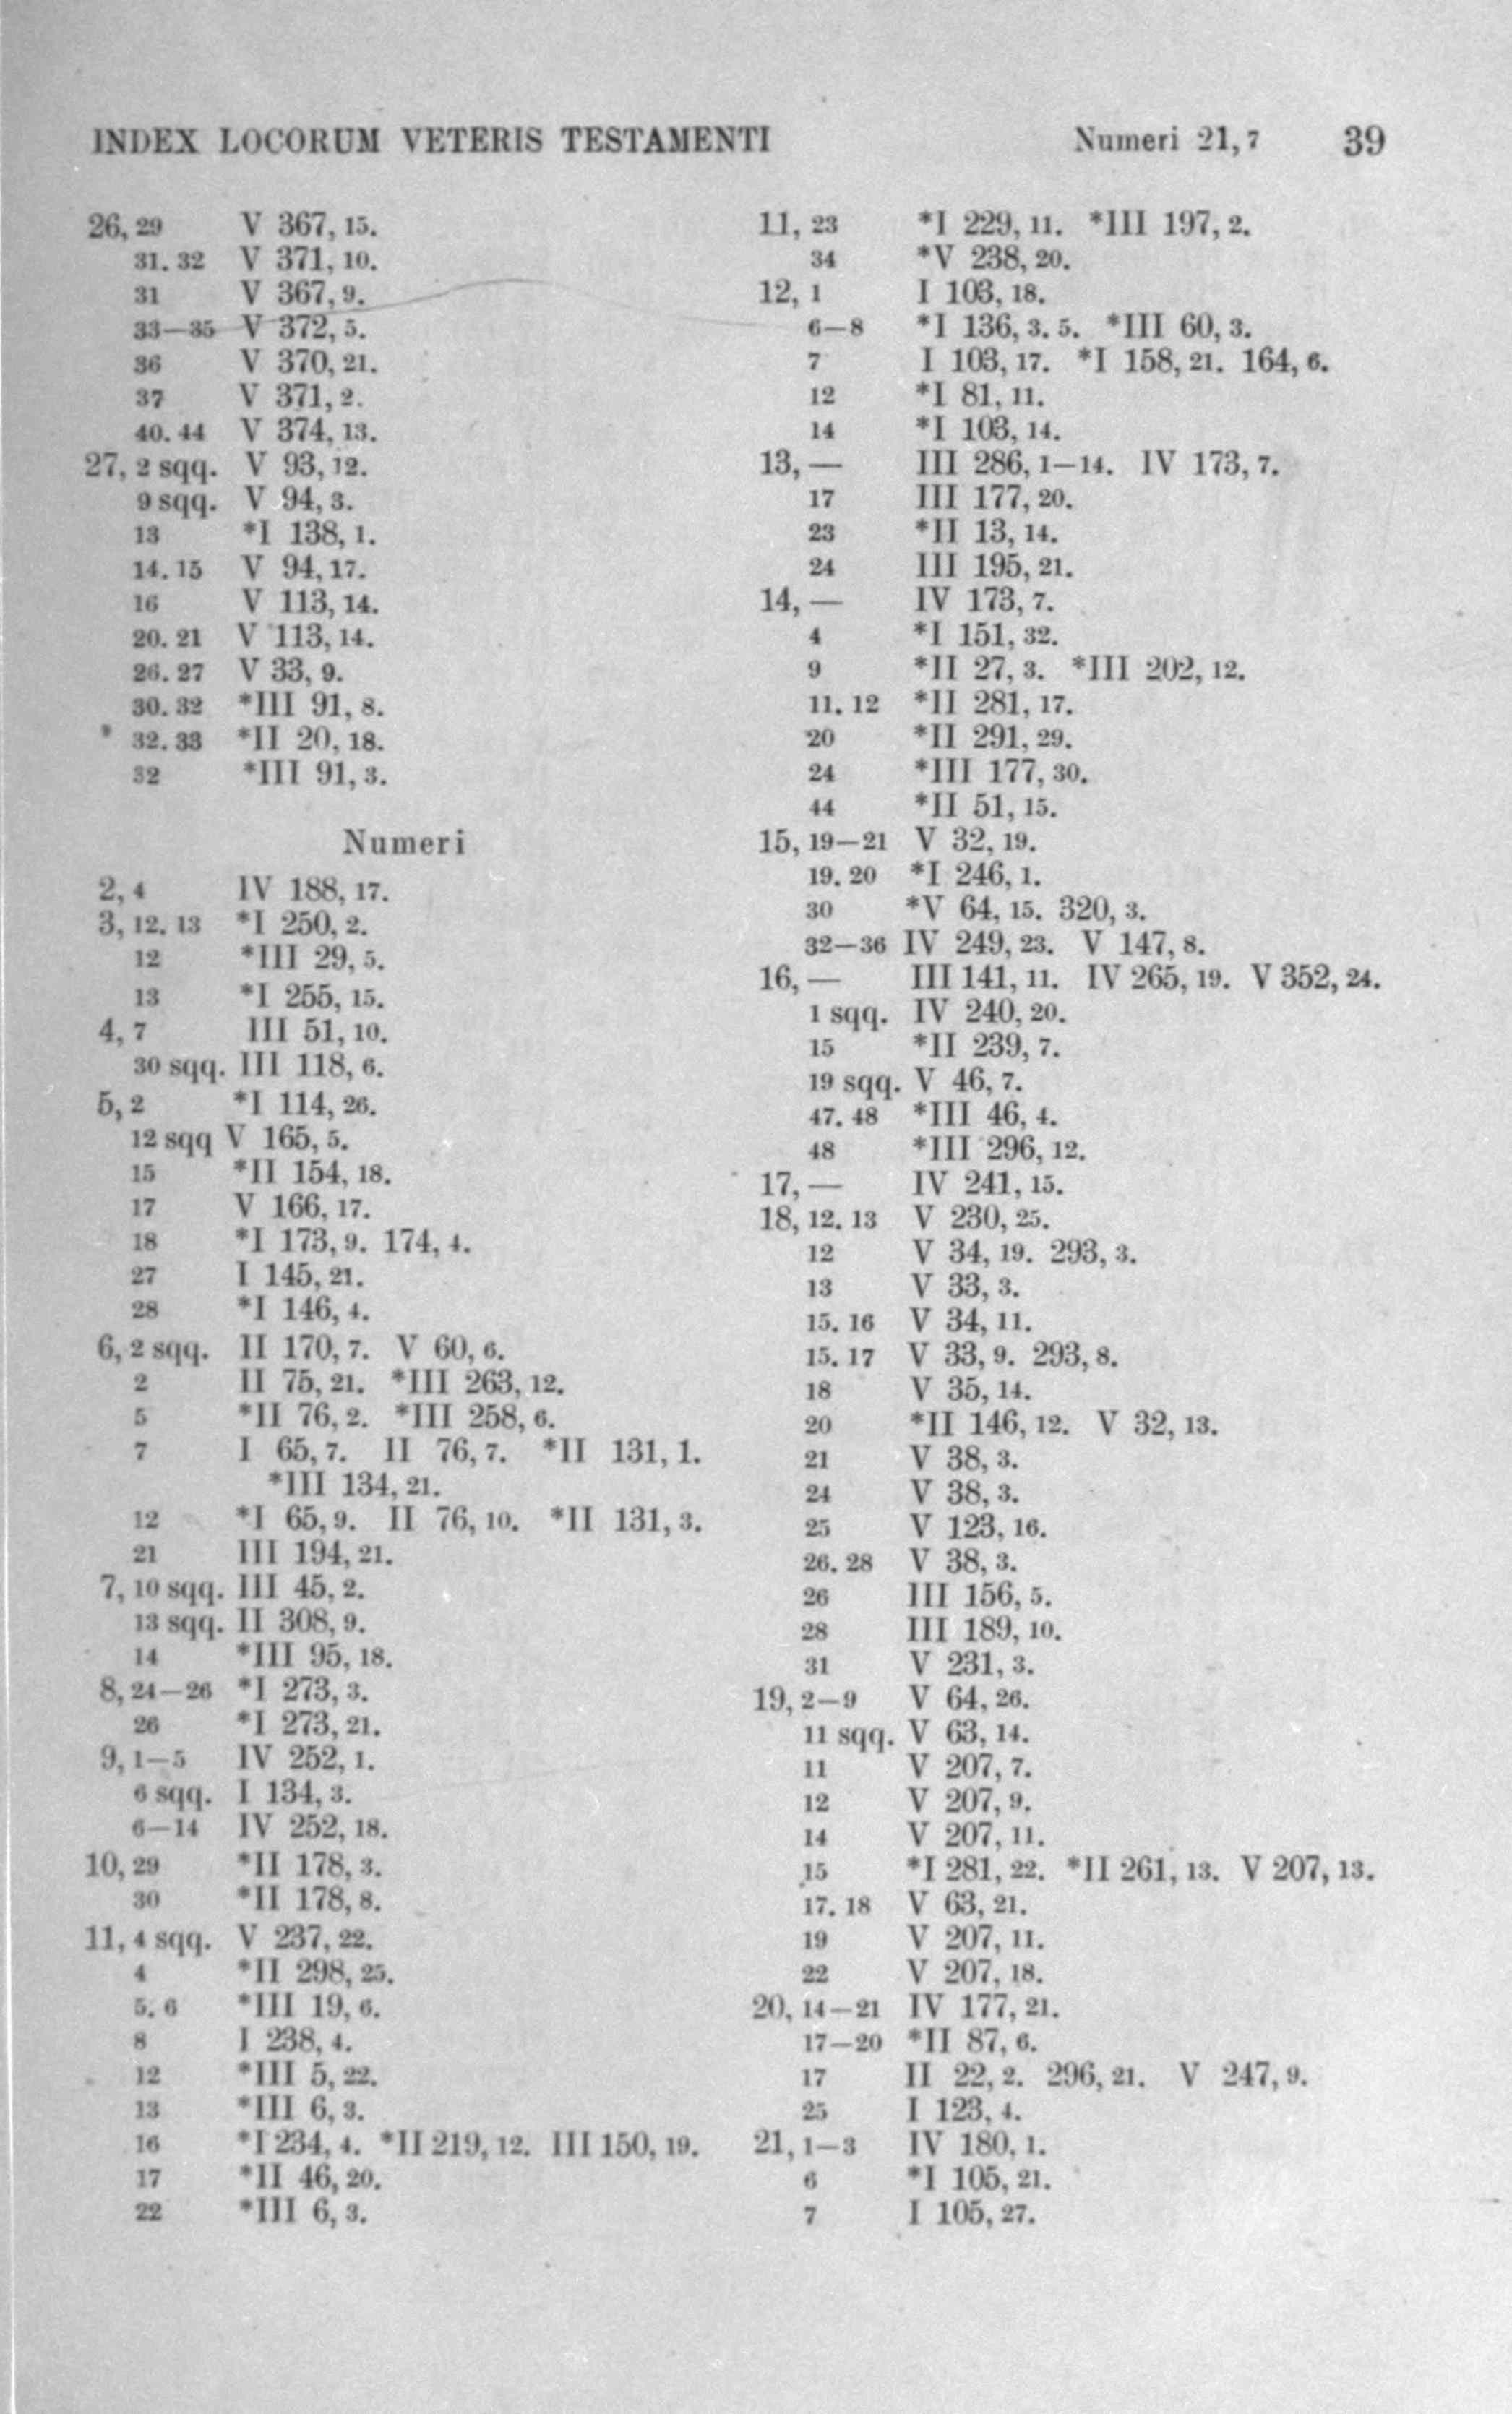 INDEX LOCORUM VETERIS TESTAMENTI Numeri 21, 7 39
26, 29 V 367, 15.
31. 32 V 371, 10.
31 V 367, 9.
33—35 V 372, 5.
36 V 370, 21.
37 V 371, 2.
40. 44 V 374, 13.
27, 2 sqq. V 93, 12.
9 sqq. V 94, 3.
13 *I 138, 1.
14. 15 V 94, 17.
16 V 113, 14.
20. 21 V 113, 14.
26. 27 V 33, 9.
30. 32 *III 91, 8.
32. 33 *II 20, 18.
32 *III 91, 3.
Numeri
2, 4 IV 188, 17.
3, 12. 13 *I 250, 2.
12 *III 29, 5.
13 *I 255, 15.
4, 7 III 51, 10.
30 sqq. III 118, 6.
5, 2 *I 114, 26.
12 sqq V 165, 5.
15 *II 154, 18.
17 V 166, 17.
18 *I 173, 9. 174, 4.
27 I 145, 21.
28 *I 146, 4.
6, 2 sqq. II 170, 7. V 60, 6.
2 II 75, 21. *III 263, 12.
5 *II 76, 2. *III 258, 6.
7 I 65, 7. II 76, 7. *II 131, 1.
*III 134, 21.
12 *I 65, 9. II 76, 10. *II 131, 3.
21 III 194, 21.
7, 10 sqq. III 45, 2.
13 sqq. II 308, 9.
14 *III 95, 18.
8, 24—26 *I 273, 3.
26 *I 273, 21.
9, 1—5 IV 252, 1.
6 sqq. I 134, 3.
6—14 IV 252, 18.
10, 29 *II 178, 3.
30 *II 178, 8.
11, 4 sqq. V 237, 22.
4 *II 298, 25.
5. 6 *III 19, 6.
8 I 238, 4.
12 *III 5, 22.
13 *III 6, 3.
16 *I 234, 4. *II 219, 12. III 150, 19.
17 *II 46, 20.
22 *III 6, 3.
11, 23 *I 229, 11. *III 197, 2.
34 *V 238, 20.
12, 1 I 103, 18.
6—8 *I 136, 3. 5. *III 60, 3.
7 I 103, 17. *I 158, 21. 164, 6.
12 *I 81, 11.
14 *I 103, 14.
13, — III 286, 1—14. IV 173, 7.
17 III 177, 20.
23 *II 13, 14.
24 III 195, 21.
14, — IV 173, 7.
4 *I 151, 32.
9 *II 27, 3. *III 202, 12.
11. 12 *II 281, 17.
20 *II 291, 29.
24 *III 177, 30.
44 *II 51, 15.
15, 19—21 V 32, 19.
19. 20 *I 246, 1.
30 *V 64, 15. 320, 3.
32—36 IV 249, 23. V 147, 8.
16, — III 141, 11. IV 265, 19. V 352, 24.
1 sqq. IV 240, 20.
15 *II 239, 7.
19 sqq. V 46, 7.
47. 48 *III 46, 4.
48 *III 296, 12.
17, — IV 241, 15.
18, 12. 13 V 230, 25.
12 V 34, 19. 293, 3.
13 V 33, 3.
15. 16 V 34, 11.
15. 17 V 33, 9. 293, 8.
18 V 35, 14.
20 *II 146, 12. V 32, 13.
21 V 38, 3.
24 V 38, 3.
25 V 123, 16.
26. 28 V 38, 3.
26 III 156, 5.
28 III 189, 10.
31 V 231, 3.
19, 2—9 V 64, 26.
11 sqq. V 63, 14.
11 V 207, 7.
12 V 207, 9.
14 V 207, 11.
15 *I 281, 22. *II 261, 13. V 207, 13.
17. 18 V 63, 21.
19 V 207, 11.
22 V 207, 18.
20, 14—21 IV 177, 21.
17—20 *II 87, 6.
17 II 22, 2. 296, 21. V 247, 9.
25 I 123, 4.
21, 1—3 IV 180, 1.
6 *I 105, 21.
7 I 105, 27.